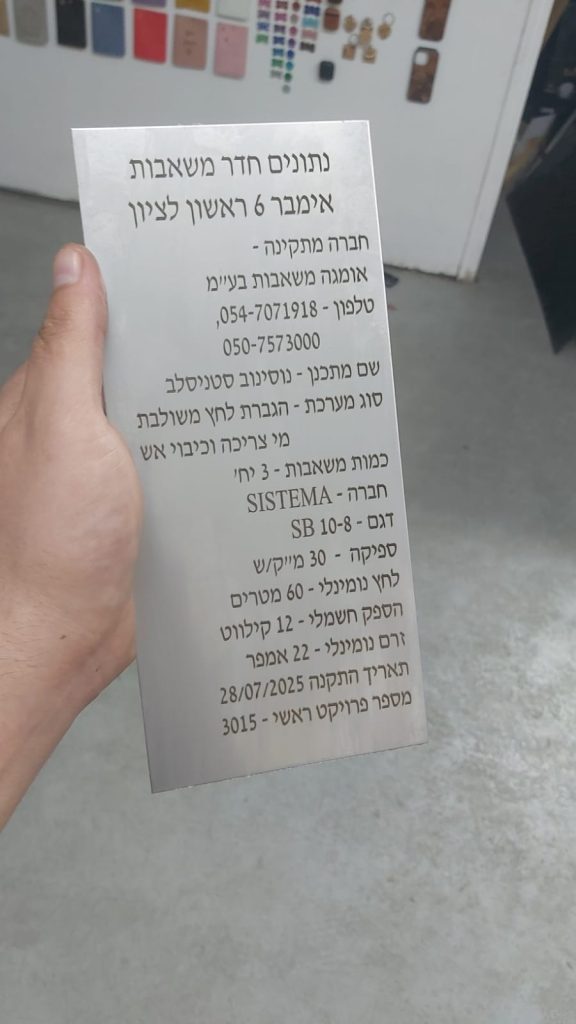 נתונים חדר משאבות
אימבר 6 ראשון לציון
חברה מתקינה -
אומגה משאבות בע״מ
טלפון - 054-7071918,
050-7573000
שם מתכנן - נוסינוב סטניסלב
סוג מערכת - הגברת לחץ משולבת
מי צריכה וכיבוי אש
כמות משאבות - 3 יח׳
חברה - SISTEMA
דגם - SB 10-8
ספיקה - 30 מ״ק/ש
לחץ נומינלי - 60 מטרים
הספק חשמלי - 12 קילווט
זרם נומינלי - 22 אמפר
תאריך התקנה 28/07/2025
מספר פרויקט ראשי - 3015